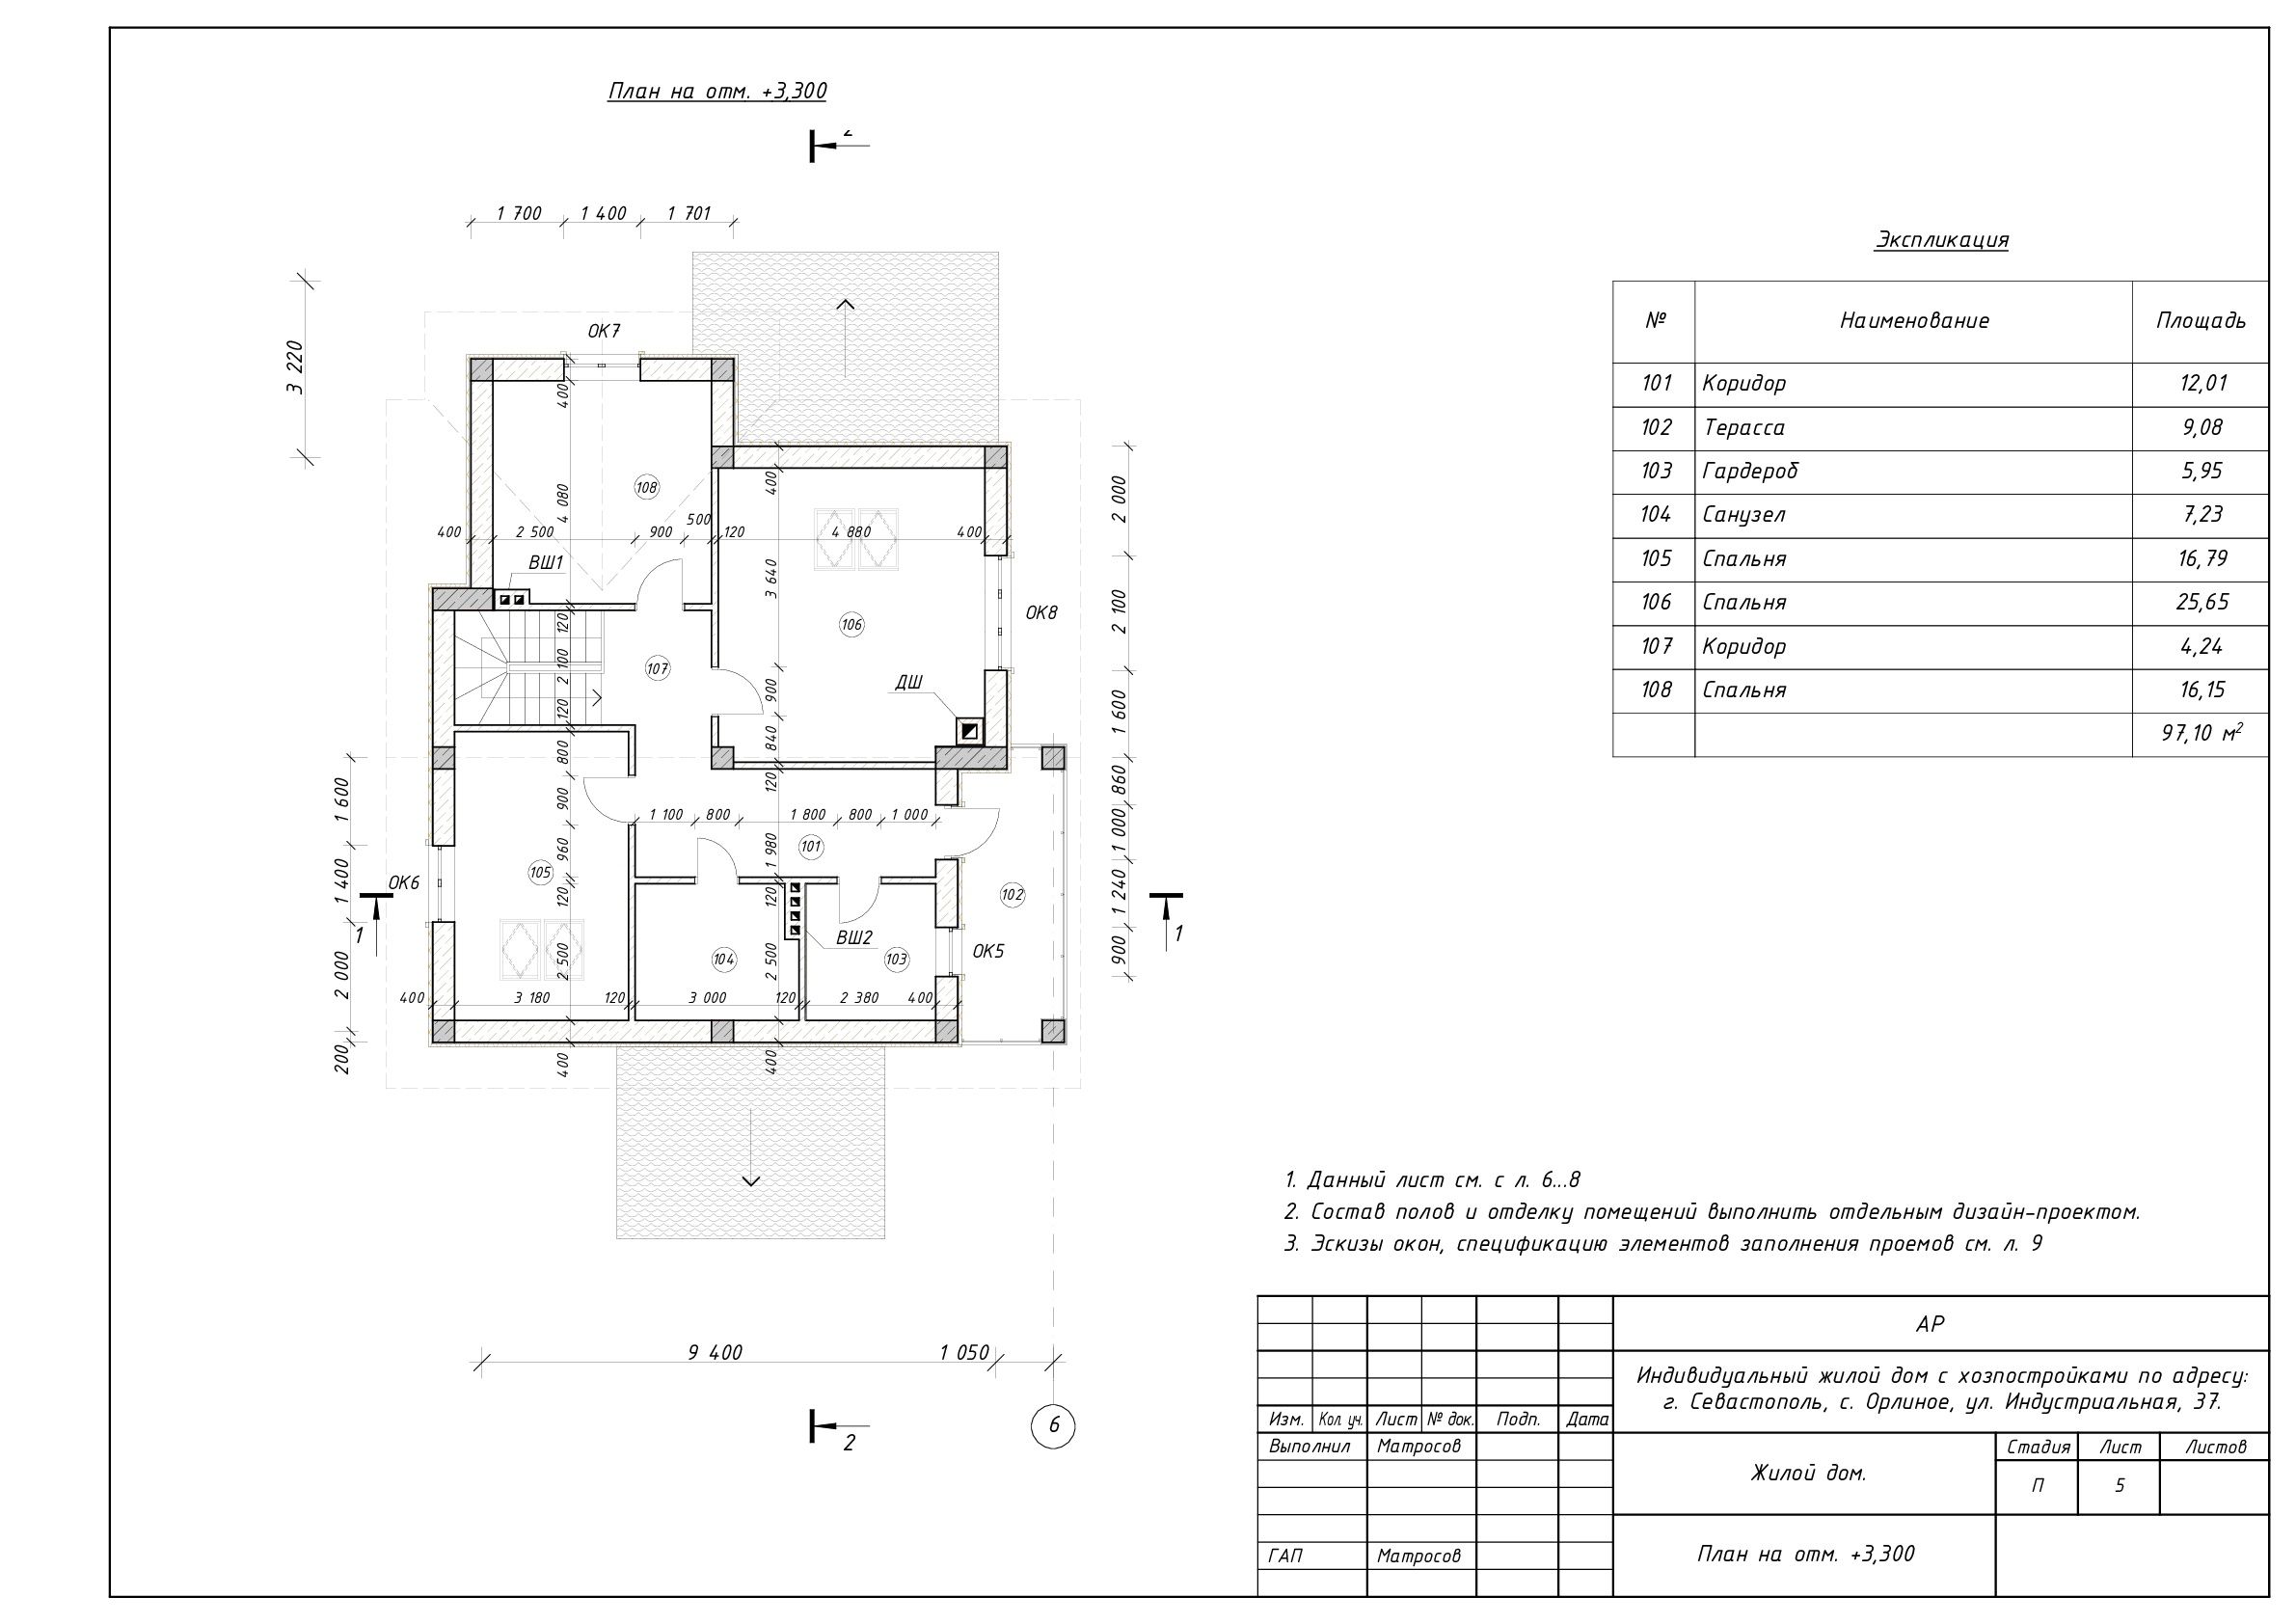 План на отм. +3,300
2
1 700 1 400 1 701
3 220
ОК7
400
4 080
108
400 2 500 900 500 120 4 880 400
400
2 000
ВШ1
3 640
2 100
ОК8
106
120
2 100
120
107
ДШ
900
840
1 600
800
900
960
120
2 500
400
1 600
1 400
2 000
200
120
1 980
120
2 500
400
860
1 000
1 240
900
1 100 800 1 800 800 1 000
101
105
ОК6
102
1
1
ВШ2
ОК5
104
103
400 3 180 120 3 000 120 2 380 400
9 400 1 050
2
6
Экспликация
№ Наименование Площадь
101 Коридор 12,01
102 Терасса 9,08
103 Гардероб 5,95
104 Санузел 7,23
105 Спальня 16,79
106 Спальня 25,65
107 Коридор 4,24
108 Спальня 16,15
97,10 м²
1. Данный лист см. с л. 6...8
2. Состав полов и отделку помещений выполнить отдельным дизайн-проектом.
3. Эскизы окон, спецификацию элементов заполнения проемов см. л. 9
АР
Индивидуальный жилой дом с хозпостройками по адресу:
г. Севастополь, с. Орлиное, ул. Индустриальная, 37.
Изм. Кол. уч. Лист № док. Подп. Дата
Выполнил Матросов
Жилой дом.
Стадия Лист Листов
П 5
ГАП Матросов
План на отм. +3,300